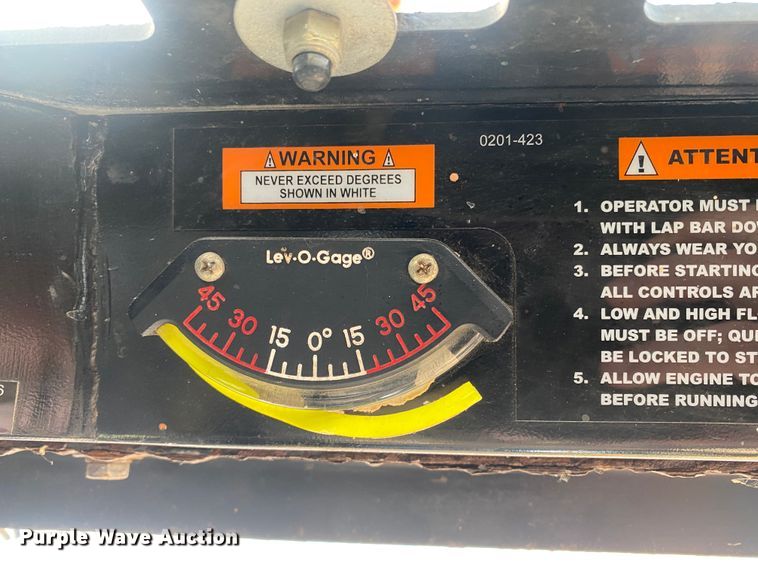 WARNING
NEVER EXCEED DEGREES
SHOWN IN WHITE
0201-423
Lev-O-Gage®
45 30 15 0° 15 30 45
ATTENT
1. OPERATOR MUST
WITH LAP BAR DO
2. ALWAYS WEAR YO
3. BEFORE STARTING
ALL CONTROLS AR
4. LOW AND HIGH FL
MUST BE OFF; QU
BE LOCKED TO ST
5. ALLOW ENGINE TO
BEFORE RUNNING
Purple Wave Auction